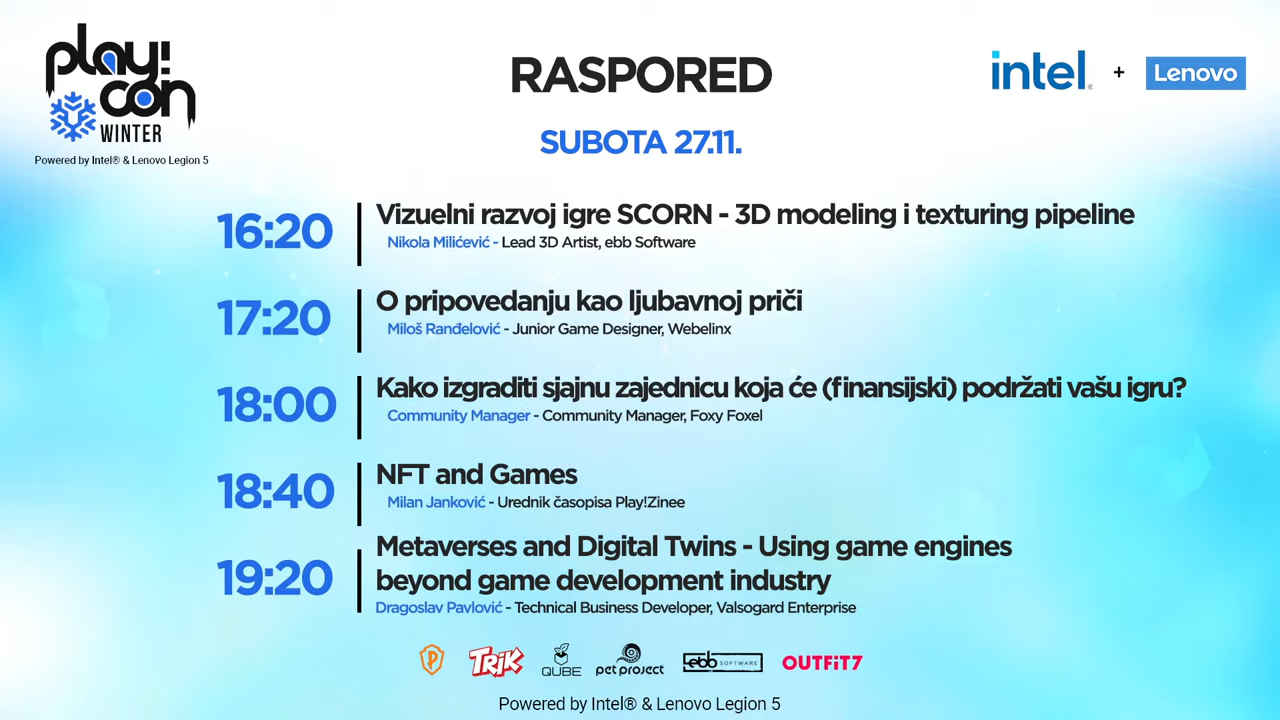 play!
con
WINTER
Powered by Intel® & Lenovo Legion 5
RASPORED
SUBOTA 27.11.
intel + Lenovo
16:20
Vizuelni razvoj igre SCORN - 3D modeling i texturing pipeline
Nikola Milićević - Lead 3D Artist, ebb Software
17:20
O pripovedanju kao ljubavnoj priči
Miloš Ranđelović - Junior Game Designer, Webelinx
18:00
Kako izgraditi sjajnu zajednicu koja će (finansijski) podržati vašu igru?
Community Manager - Community Manager, Foxy Foxel
18:40
NFT and Games
Milan Janković - Urednik časopisa Play!Zinee
19:20
Metaverses and Digital Twins - Using game engines
beyond game development industry
Dragoslav Pavlović - Technical Business Developer, Valsogard Enterprise
P TRIK QUBE pet project ebb SOFTWARE OUTFIT7
Powered by Intel® & Lenovo Legion 5